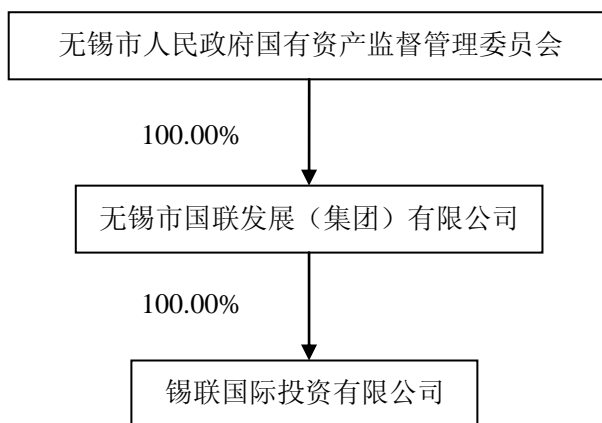 无锡市人民政府国有资产监督管理委员会
100.00%
无锡市国联发展（集团）有限公司
100.00%
锡联国际投资有限公司